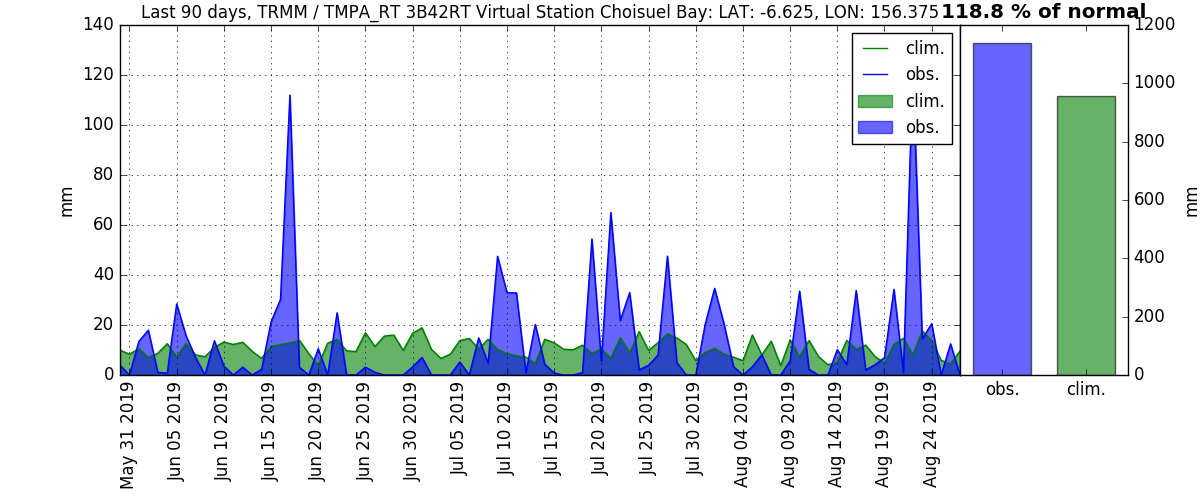 Last 90 days, TRMM / TMPA_RT 3B42RT Virtual Station Choisuel Bay: LAT: -6.625, LON: 156.375
118.8 % of normal
140
120
100
80
60
40
20
0
mm
clim.
obs.
clim.
obs.
May 31 2019
Jun 05 2019
Jun 10 2019
Jun 15 2019
Jun 20 2019
Jun 25 2019
Jun 30 2019
Jul 05 2019
Jul 10 2019
Jul 15 2019
Jul 20 2019
Jul 25 2019
Jul 30 2019
Aug 04 2019
Aug 09 2019
Aug 14 2019
Aug 19 2019
Aug 24 2019
1200
1000
800
600
400
200
0
mm
obs.
clim.